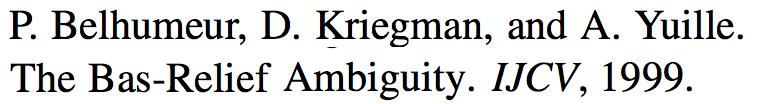 P. Belhumeur, D. Kriegman, and A. Yuille.
The Bas-Relief Ambiguity. IJCV, 1999.